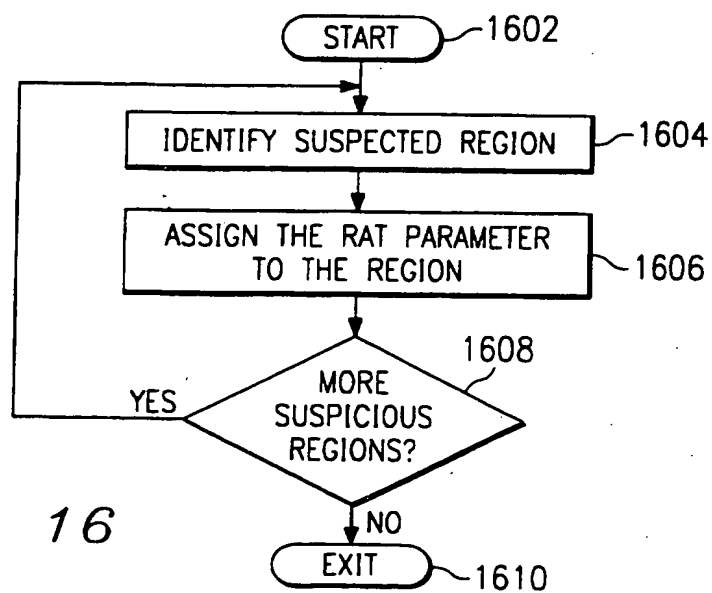 START
1602
IDENTIFY SUSPECTED REGION
1604
ASSIGN THE RAT PARAMETER
TO THE REGION
1606
1608
MORE
SUSPICIOUS
REGIONS?
YES
16
NO
EXIT
1610